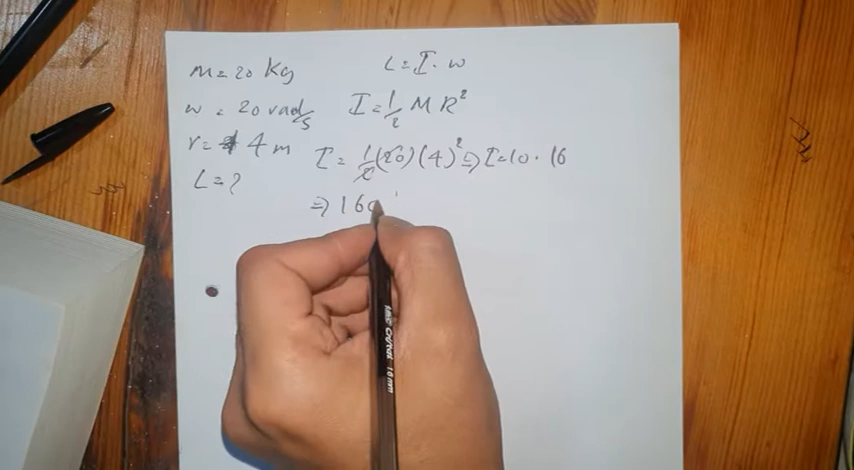 m = 20 Kg
w = 20 rad/s
r = 4 m
L = ?
L = I · w
I = 1/2 M R²
I = 1/2 (20) (4)² => I = 10 · 16
=> 160